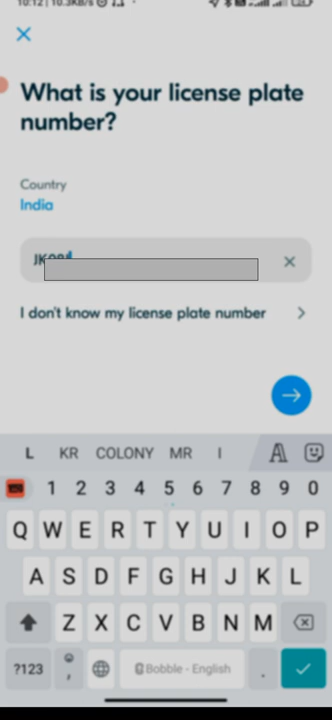 What is your license plate
number?
Country
India
I don't know my license plate number
L KR COLONY MR I
1 2 3 4 5 6 7 8 9 0
Q W E R T Y U I O P
A S D F G H J K L
Z X C V B N M
?123 , Bobble - English .